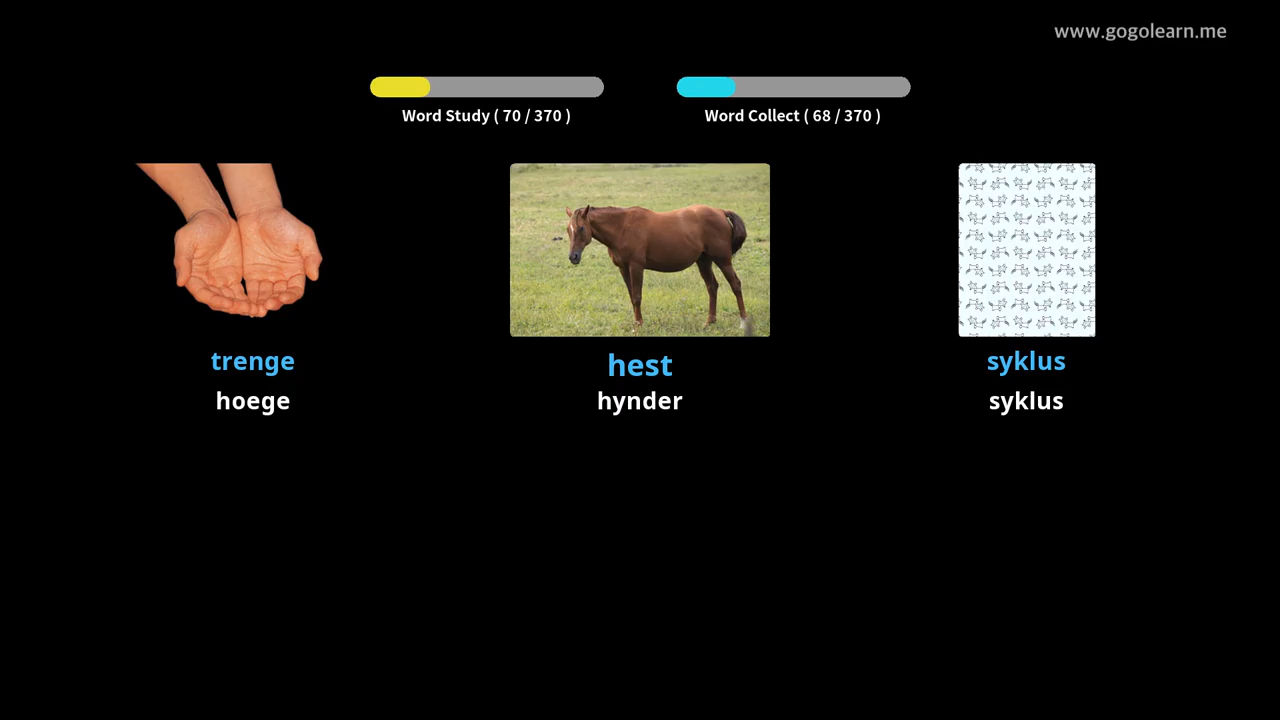 www.gogolearn.me
Word Study ( 70 / 370 )
Word Collect ( 68 / 370 )
trenge
hoege
hest
hynder
syklus
syklus